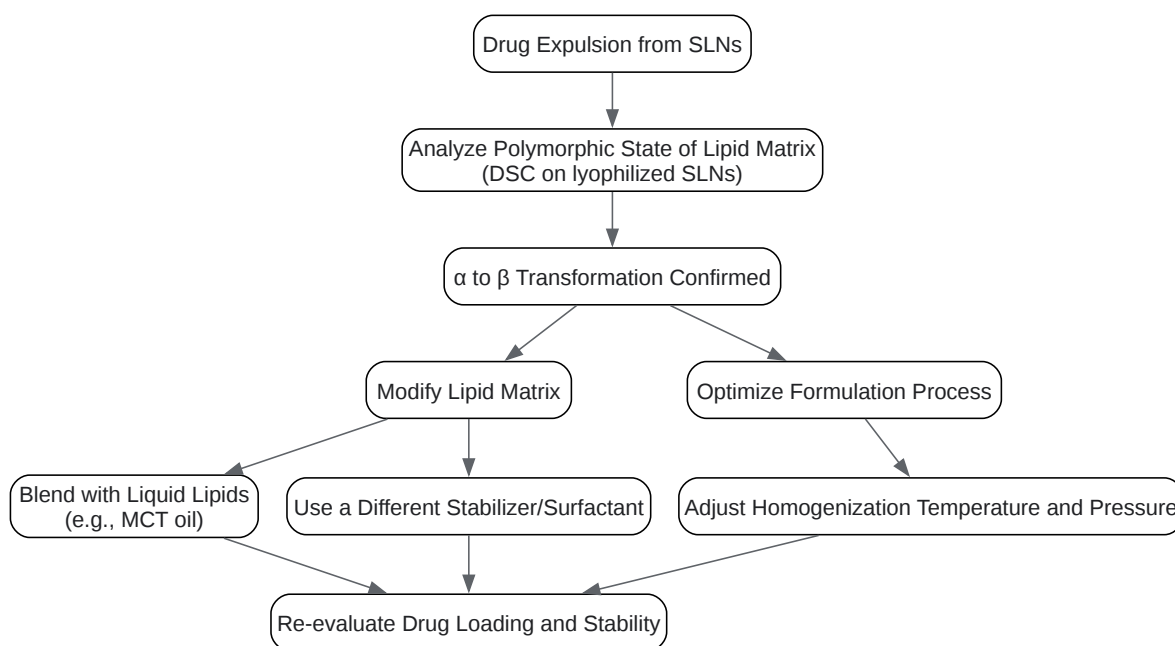 Drug Expulsion from SLNs
Analyze Polymorphic State of Lipid Matrix
(DSC on lyophilized SLNs)
α to β Transformation Confirmed
Modify Lipid Matrix
Optimize Formulation Process
Blend with Liquid Lipids
(e.g., MCT oil)
Use a Different Stabilizer/Surfactant
Adjust Homogenization Temperature and Pressure
Re-evaluate Drug Loading and Stability